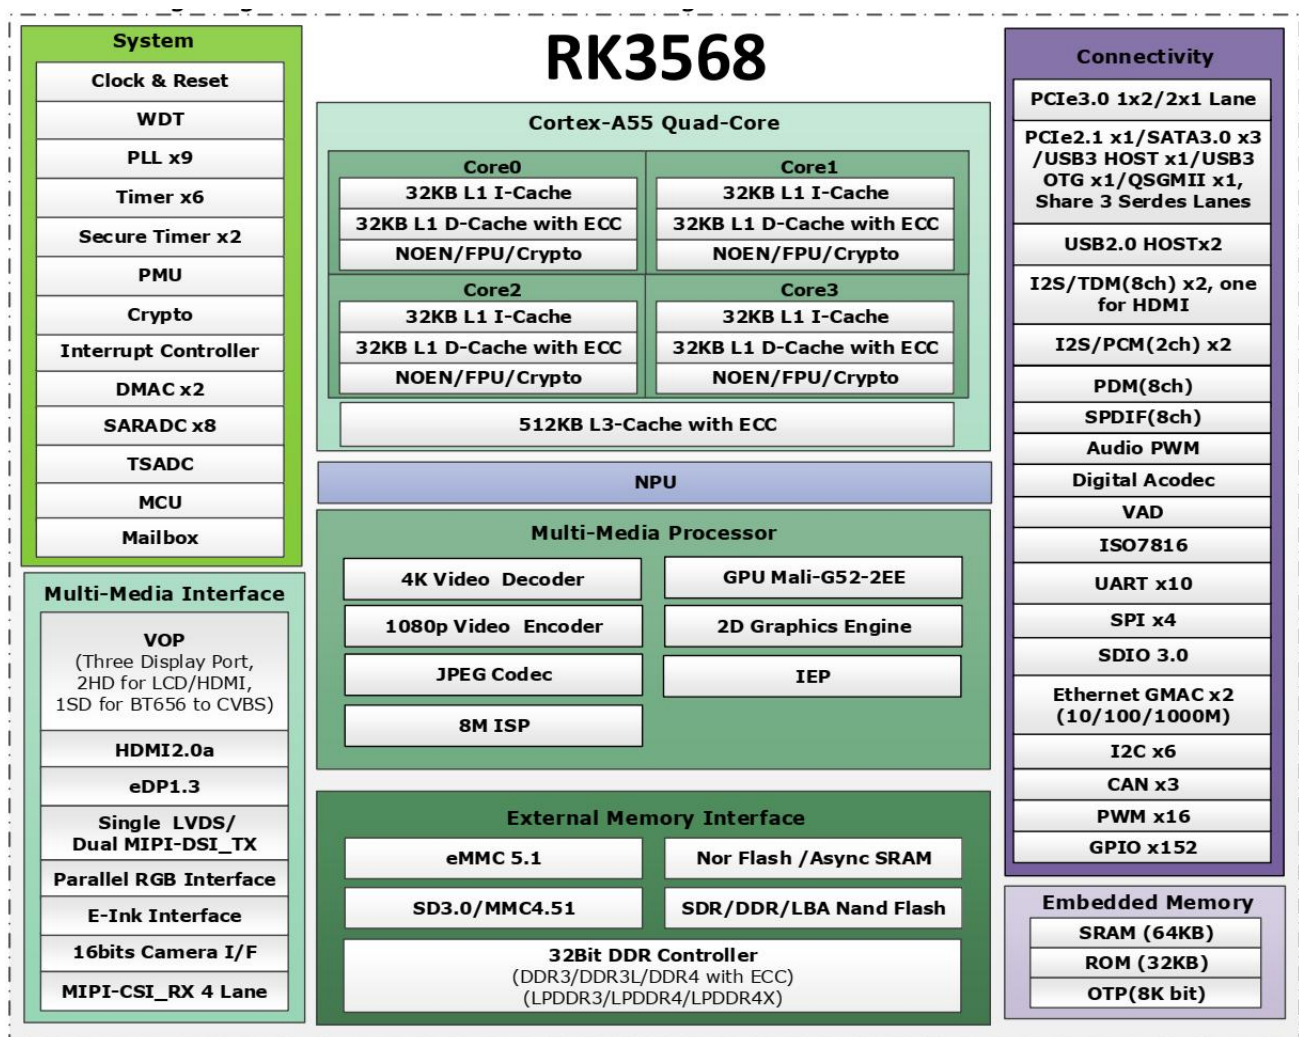 RK3568
System
Clock & Reset
WDT
PLL x9
Timer x6
Secure Timer x2
PMU
Crypto
Interrupt Controller
DMAC x2
SARADC x8
TSADC
MCU
Mailbox
Multi-Media Interface
VOP
(Three Display Port,
2HD for LCD/HDMI,
1SD for BT656 to CVBS)
HDMI2.0a
eDP1.3
Single LVDS/
Dual MIPI-DSI_TX
Parallel RGB Interface
E-Ink Interface
16bits Camera I/F
MIPI-CSI_RX 4 Lane
Cortex-A55 Quad-Core
Core0
32KB L1 I-Cache
32KB L1 D-Cache with ECC
NOEN/FPU/Crypto
Core1
32KB L1 I-Cache
32KB L1 D-Cache with ECC
NOEN/FPU/Crypto
Core2
32KB L1 I-Cache
32KB L1 D-Cache with ECC
NOEN/FPU/Crypto
Core3
32KB L1 I-Cache
32KB L1 D-Cache with ECC
NOEN/FPU/Crypto
512KB L3-Cache with ECC
NPU
Multi-Media Processor
4K Video Decoder
GPU Mali-G52-2EE
1080p Video Encoder
2D Graphics Engine
JPEG Codec
IEP
8M ISP
External Memory Interface
eMMC 5.1
Nor Flash /Async SRAM
SD3.0/MMC4.51
SDR/DDR/LBA Nand Flash
32Bit DDR Controller
(DDR3/DDR3L/DDR4 with ECC)
(LPDDR3/LPDDR4/LPDDR4X)
Connectivity
PCIe3.0 1x2/2x1 Lane
PCIe2.1 x1/SATA3.0 x3
/USB3 HOST x1/USB3
OTG x1/QSGMII x1,
Share 3 Serdes Lanes
USB2.0 HOSTx2
I2S/TDM(8ch) x2, one
for HDMI
I2S/PCM(2ch) x2
PDM(8ch)
SPDIF(8ch)
Audio PWM
Digital Acodec
VAD
ISO7816
UART x10
SPI x4
SDIO 3.0
Ethernet GMAC x2
(10/100/1000M)
I2C x6
CAN x3
PWM x16
GPIO x152
Embedded Memory
SRAM (64KB)
ROM (32KB)
OTP(8K bit)